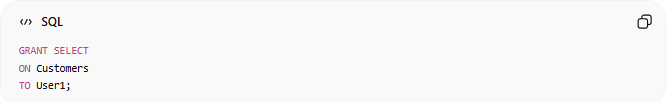 SQL
GRANT SELECT
ON Customers
TO User1;